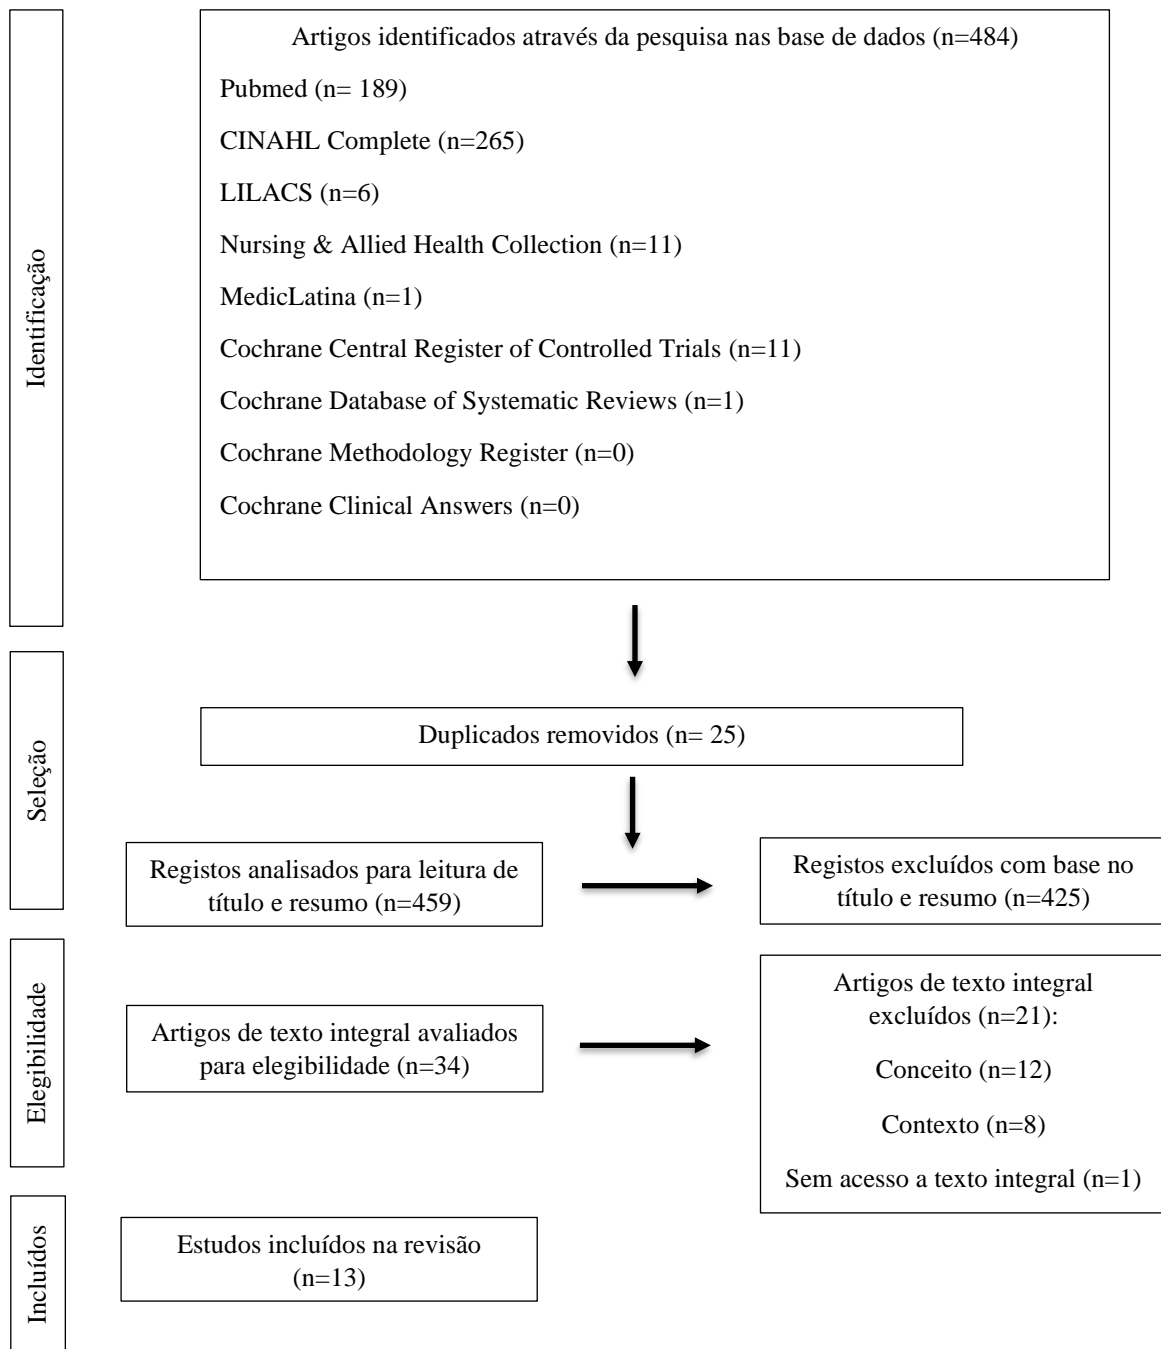 Identificação
Artigos identificados através da pesquisa nas base de dados (n=484)
Pubmed (n= 189)
CINAHL Complete (n=265)
LILACS (n=6)
Nursing & Allied Health Collection (n=11)
MedicLatina (n=1)
Cochrane Central Register of Controlled Trials (n=11)
Cochrane Database of Systematic Reviews (n=1)
Cochrane Methodology Register (n=0)
Cochrane Clinical Answers (n=0)
Seleção
Duplicados removidos (n= 25)
Registos analisados para leitura de
título e resumo (n=459)
Registos excluídos com base no
título e resumo (n=425)
Elegibilidade
Artigos de texto integral avaliados
para elegibilidade (n=34)
Artigos de texto integral
excluídos (n=21):
Conceito (n=12)
Contexto (n=8)
Sem acesso a texto integral (n=1)
Incluídos
Estudos incluídos na revisão
(n=13)